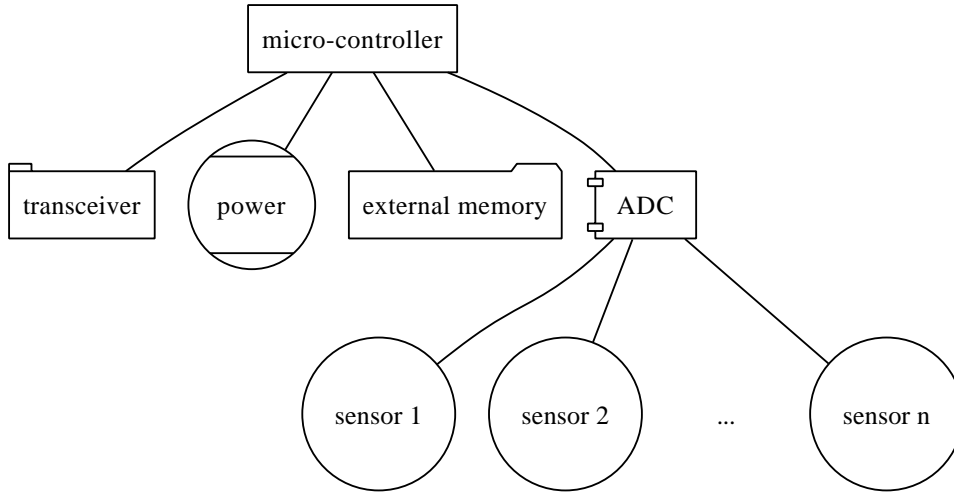 micro-controller
transceiver
power
external memory
ADC
sensor 1
sensor 2
...
sensor n